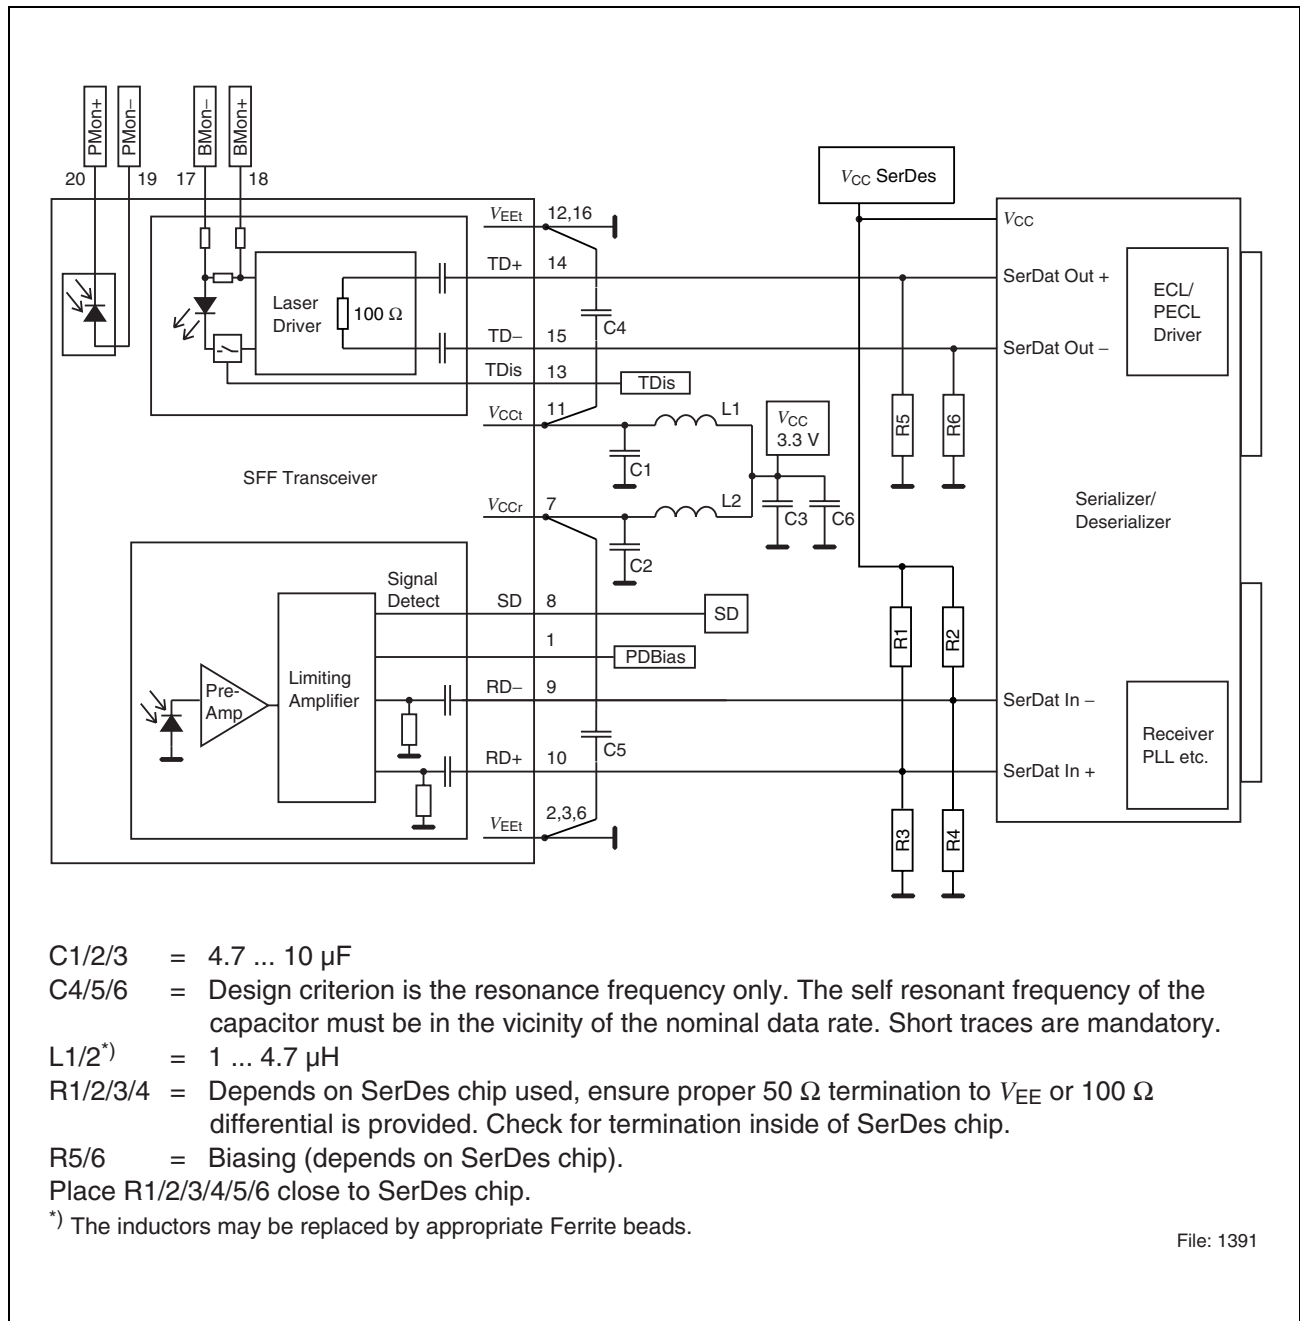 PMon+
PMon−
BMon−
BMon+
20
19
17
18
VEEt
12,16
TD+
14
Laser
Driver
100 Ω
TD−
15
C4
TDis
13
TDis
VCCt
11
L1
VCC
3.3 V
C1
SFF Transceiver
VCCr
7
L2
C3
C6
C2
VCC SerDes
VCC
SerDat Out +
ECL/
PECL
Driver
SerDat Out −
R5
R6
Serializer/
Deserializer
Signal
Detect
SD
8
SD
1
PDBias
R1
R2
Pre-
Amp
Limiting
Amplifier
RD−
9
SerDat In −
C5
RD+
10
SerDat In +
Receiver
PLL etc.
VEEt
2,3,6
R3
R4
C1/2/3 = 4.7 ... 10 µF
C4/5/6 = Design criterion is the resonance frequency only. The self resonant frequency of the
capacitor must be in the vicinity of the nominal data rate. Short traces are mandatory.
L1/2*) = 1 ... 4.7 µH
R1/2/3/4 = Depends on SerDes chip used, ensure proper 50 Ω termination to VEE or 100 Ω
differential is provided. Check for termination inside of SerDes chip.
R5/6 = Biasing (depends on SerDes chip).
Place R1/2/3/4/5/6 close to SerDes chip.
*) The inductors may be replaced by appropriate Ferrite beads.
File: 1391